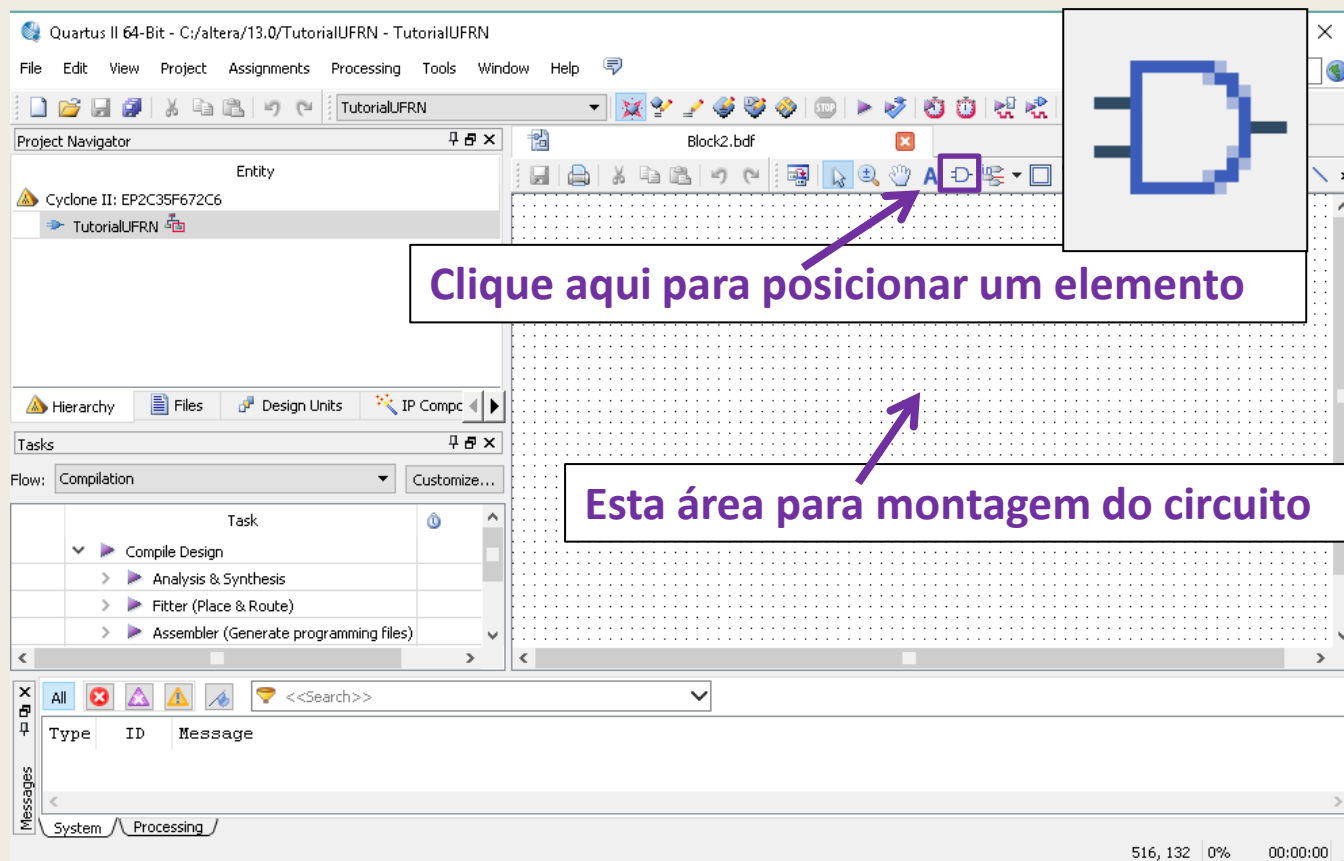 Quartus II 64-Bit - C:/altera/13.0/TutorialUFRN - TutorialUFRN
File Edit View Project Assignments Processing Tools Window Help
TutorialUFRN
STOP
Project Navigator
Block2.bdf
Entity
A
Cyclone II: EP2C35F672C6
TutorialUFRN
Clique aqui para posicionar um elemento
Hierarchy Files Design Units IP Compc
Tasks
Flow: Compilation Customize...
Esta área para montagem do circuito
Task
Compile Design
Analysis & Synthesis
Fitter (Place & Route)
Assembler (Generate programming files)
All <<Search>>
Type ID Message
Messages
System Processing
516, 132 0% 00:00:00